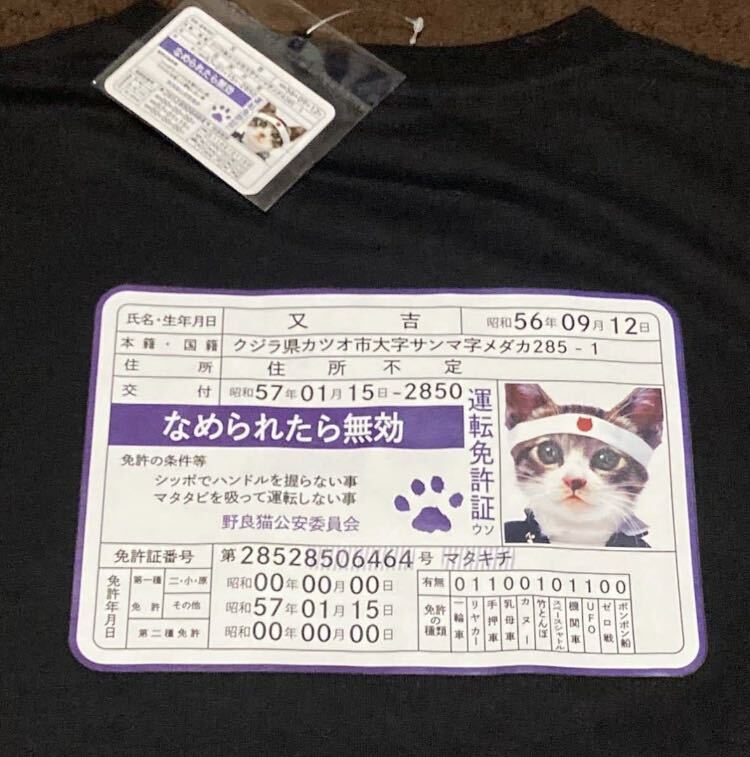 なめられたら無効
氏名・生年月日 又吉 昭和56年09月12日
本籍・国籍 クジラ県カツオ市大字サンマ字メダカ285-1
住所 住所不定
交付 昭和57年01月15日-2850
なめられたら無効
運転免許証
ウソ
免許の条件等
シッポでハンドルを握らない事
マタタビを吸って運転しない事
野良猫公安委員会
免許証番号 第28528506464号 マタキチ
免許年月日
第一種免許 二・小・原 昭和00年00月00日
その他 昭和57年01月15日
第二種免許 昭和00年00月00日
有無 01100101100
免許の種類
一輪車
リヤカー
手押車
乳母車
カヌー
竹とんぼ
スペースシャトル
機関車
UFO
ゼロ戦
ポンポン船